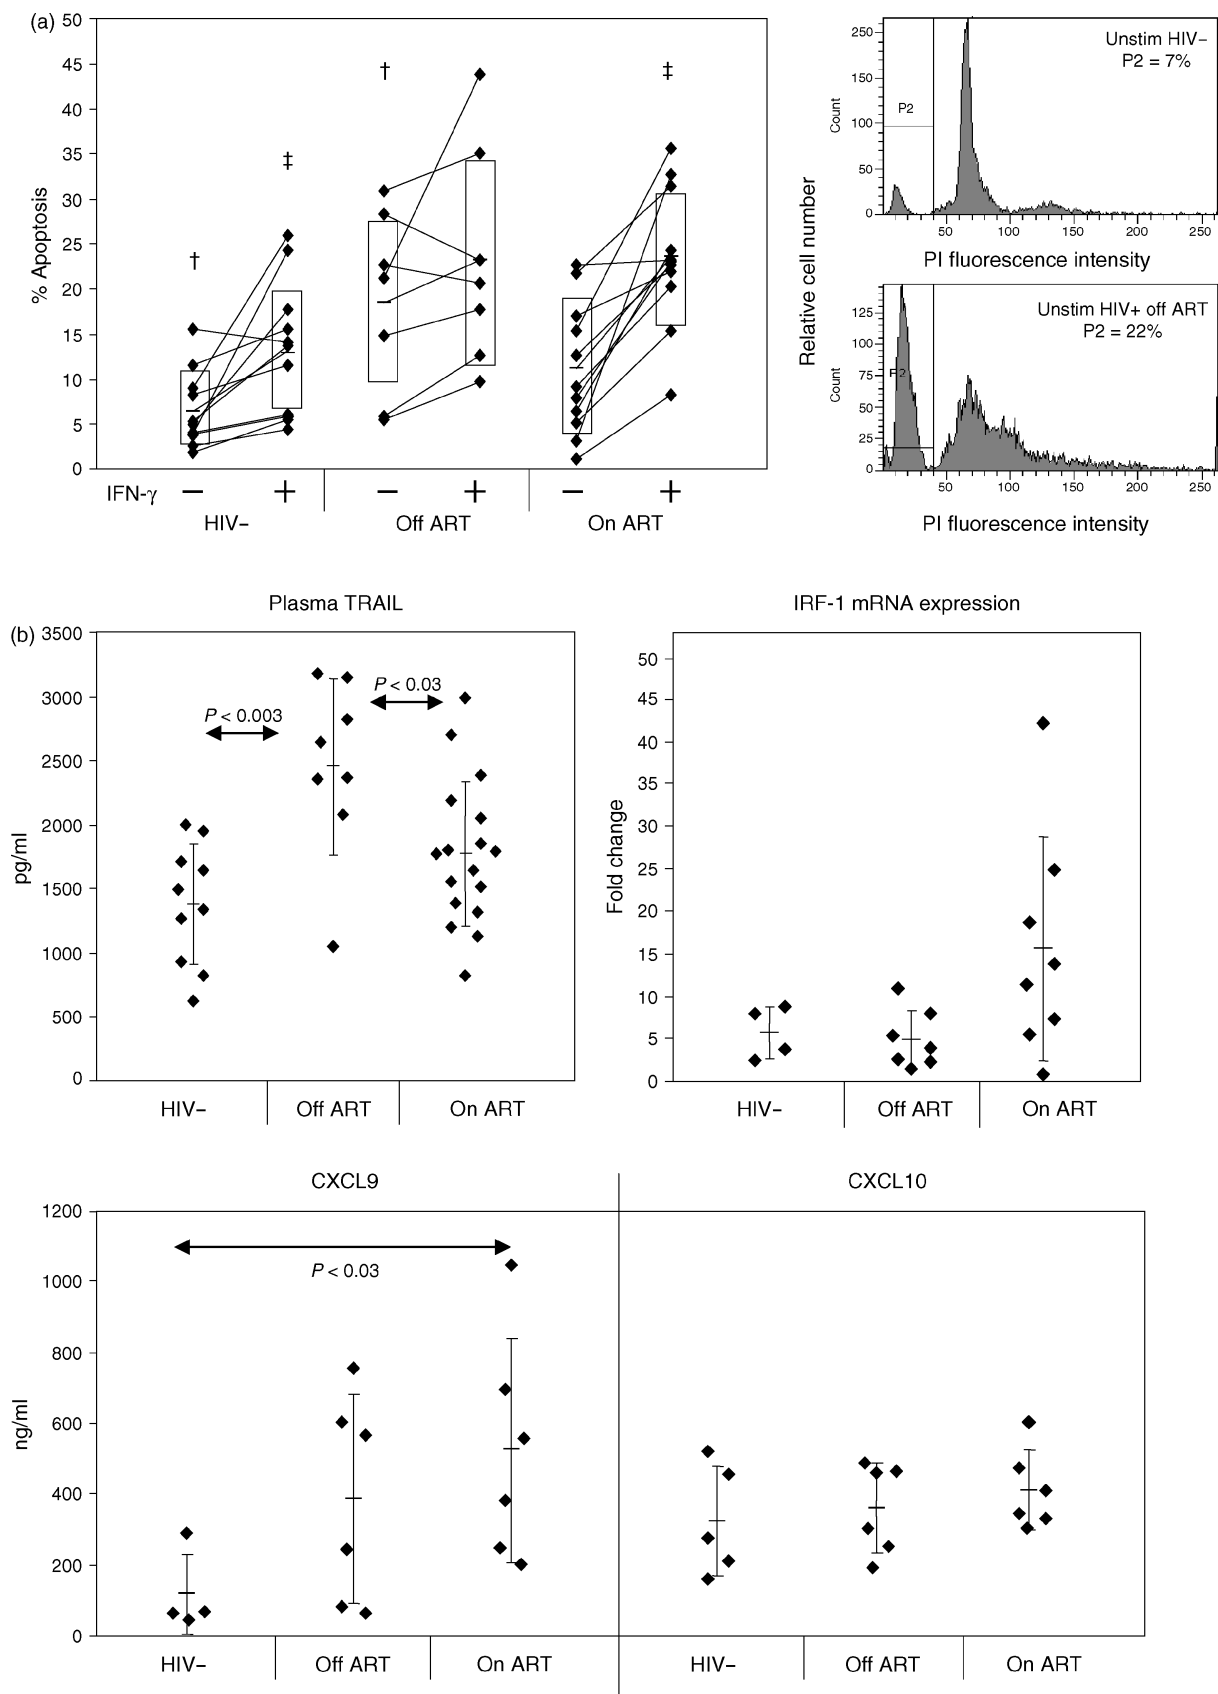 (a)
50
45
40
35
30
25
20
15
10
5
0
% Apoptosis
†
‡
†
‡
IFN-γ − + − + − +
HIV− Off ART On ART
Relative cell number
Unstim HIV−
P2 = 7%
P2
Count
250
150
100
50
0
50 100 150 200 250
PI fluorescence intensity
Unstim HIV+ off ART
P2 = 22%
P2
Count
125
75
50
25
0
50 100 150 200 250
PI fluorescence intensity
(b)
Plasma TRAIL
3500
3000
2500
2000
1500
1000
500
0
pg/ml
P < 0.003
P < 0.03
HIV− Off ART On ART
IRF-1 mRNA expression
50
45
40
35
30
25
20
15
10
5
0
Fold change
HIV− Off ART On ART
CXCL9 CXCL10
1200
1000
800
600
400
200
0
ng/ml
P < 0.03
HIV− Off ART On ART HIV− Off ART On ART